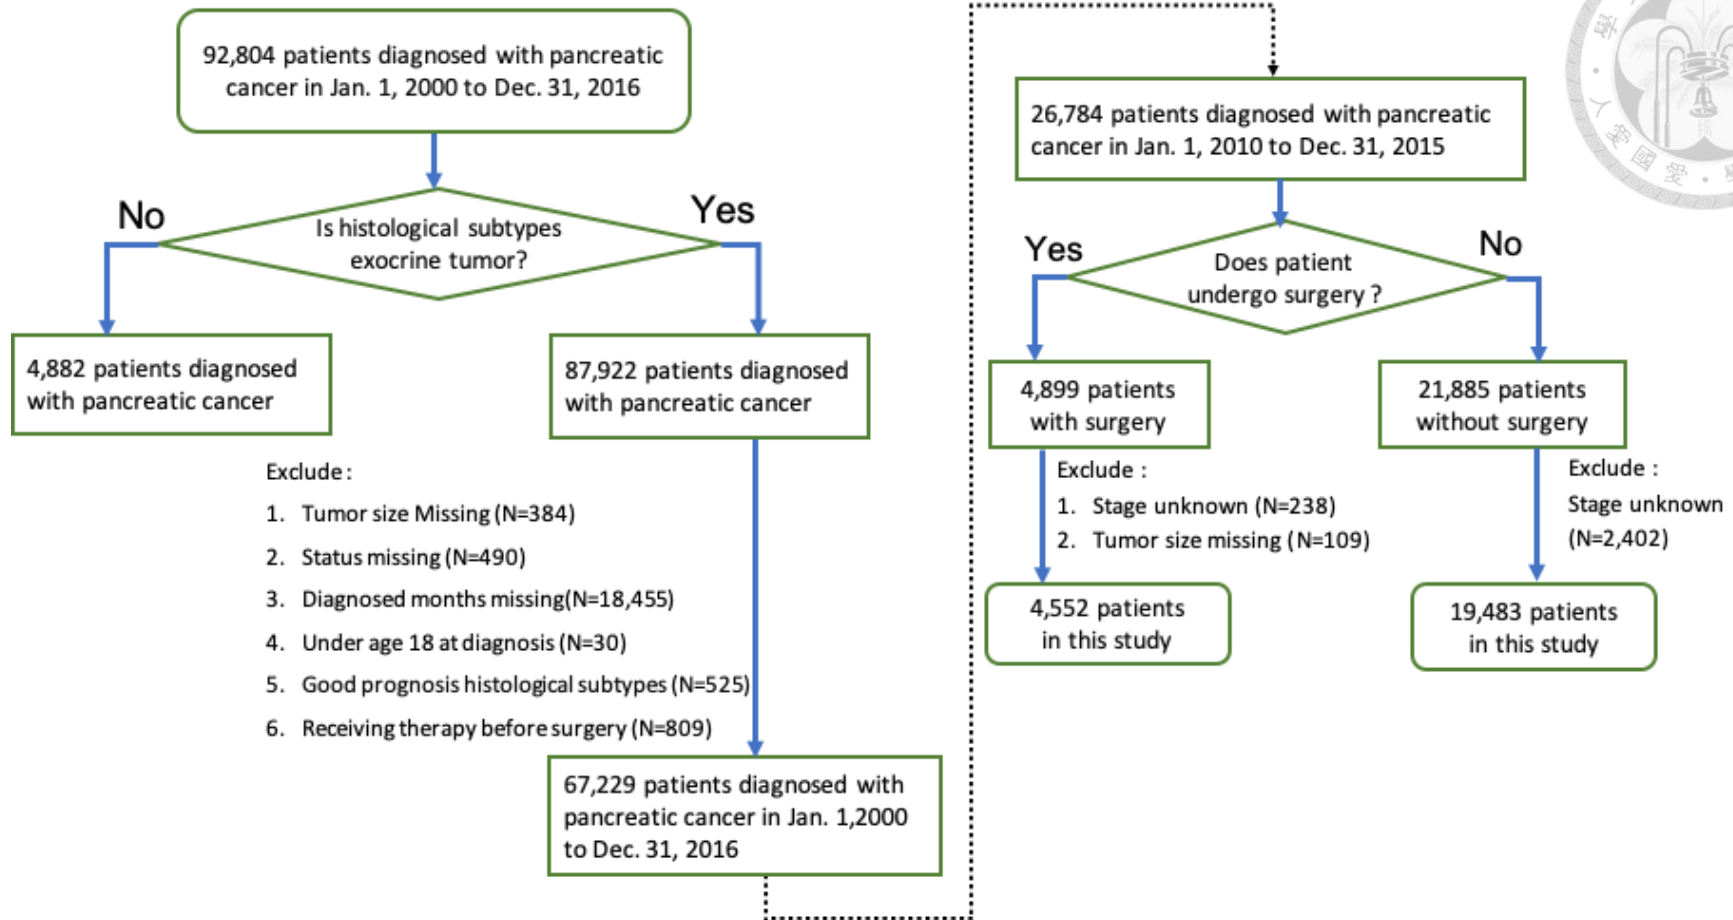 92,804 patients diagnosed with pancreatic
cancer in Jan. 1, 2000 to Dec. 31, 2016
No
Yes
Is histological subtypes
exocrine tumor?
4,882 patients diagnosed
with pancreatic cancer
87,922 patients diagnosed
with pancreatic cancer
Exclude :
1. Tumor size Missing (N=384)
2. Status missing (N=490)
3. Diagnosed months missing(N=18,455)
4. Under age 18 at diagnosis (N=30)
5. Good prognosis histological subtypes (N=525)
6. Receiving therapy before surgery (N=809)
67,229 patients diagnosed with
pancreatic cancer in Jan. 1,2000
to Dec. 31, 2016
26,784 patients diagnosed with pancreatic
cancer in Jan. 1, 2010 to Dec. 31, 2015
Yes
No
Does patient
undergo surgery ?
4,899 patients
with surgery
21,885 patients
without surgery
Exclude :
1. Stage unknown (N=238)
2. Tumor size missing (N=109)
Exclude :
Stage unknown
(N=2,402)
4,552 patients
in this study
19,483 patients
in this study
學
人愛國愛學